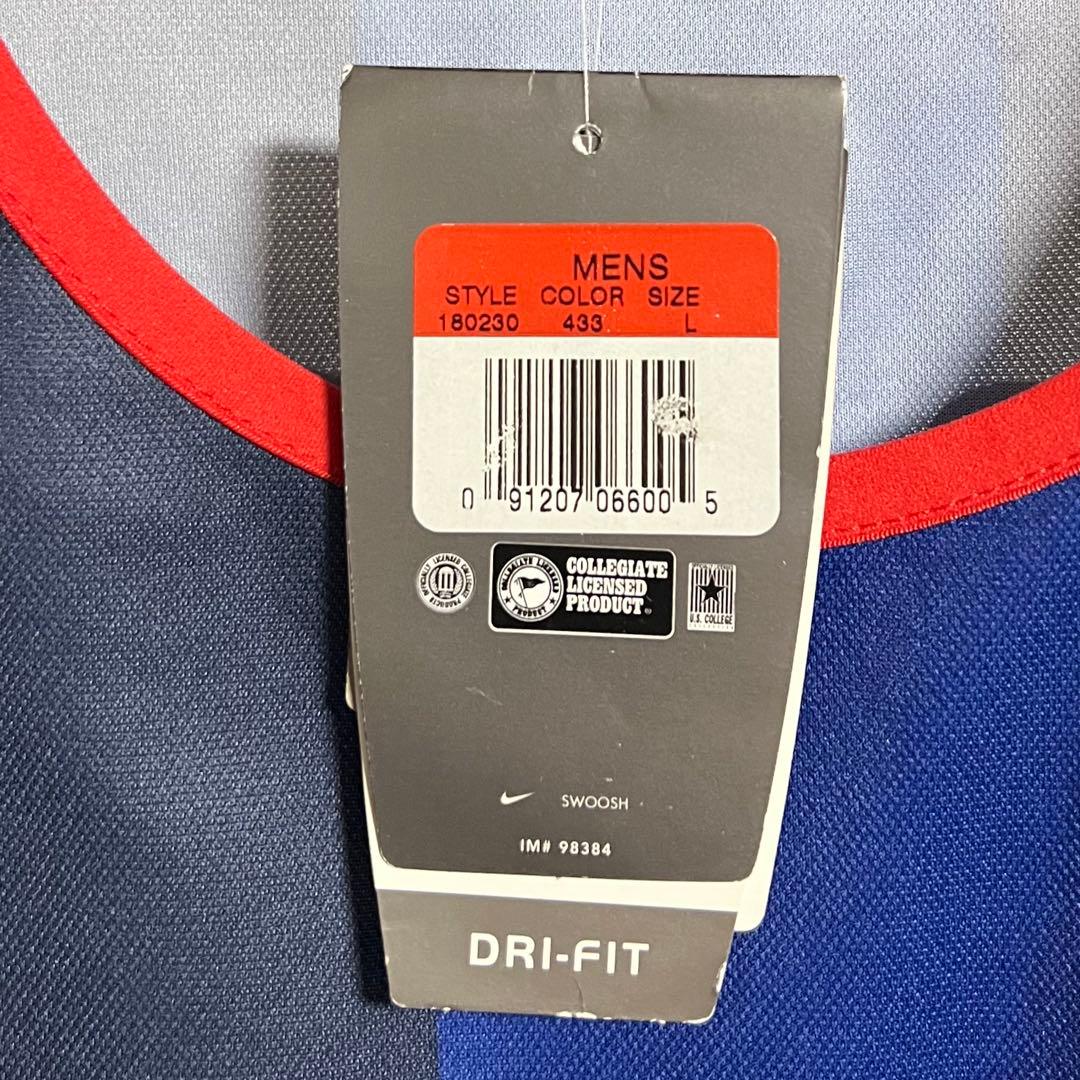 MENS
STYLE COLOR SIZE
180230 433 L
0 91207 06600 5
COLLEGIATE
LICENSED
PRODUCT
U.S. COLLEGE
SWOOSH
IM# 98384
DRI-FIT